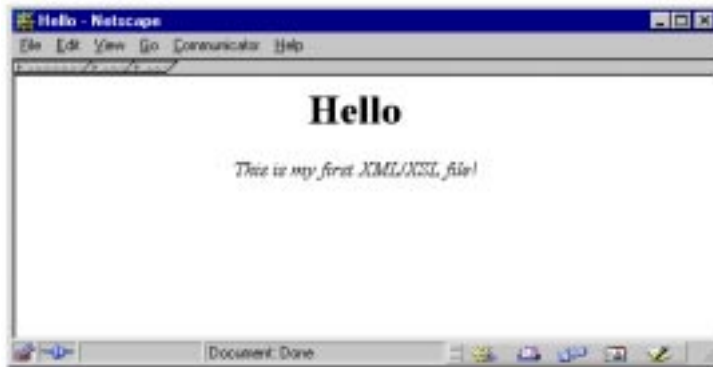 Hello - Netscape
File Edit View Go Communicator Help
Hello
This is my first XML/XSL file!
Document: Done